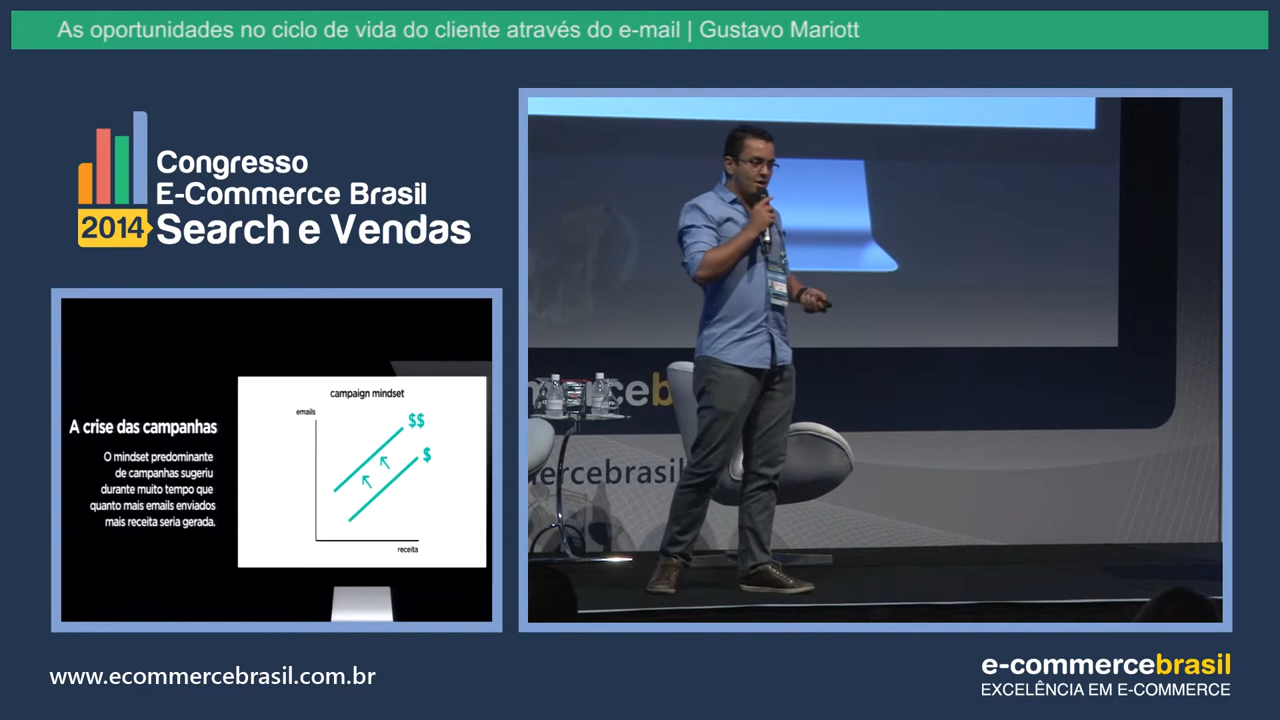 As oportunidades no ciclo de vida do cliente através do e-mail | Gustavo Mariott
Congresso
E-Commerce Brasil
2014 Search e Vendas
A crise das campanhas
O mindset predominante
de campanhas sugeriu
durante muito tempo que
quanto mais emails enviados
mais receita seria gerada.
campaign mindset
emails
$$
$
receita
mmerceb
ercebrasil
www.ecommercebrasil.com.br
e-commercebrasil
EXCELÊNCIA EM E-COMMERCE